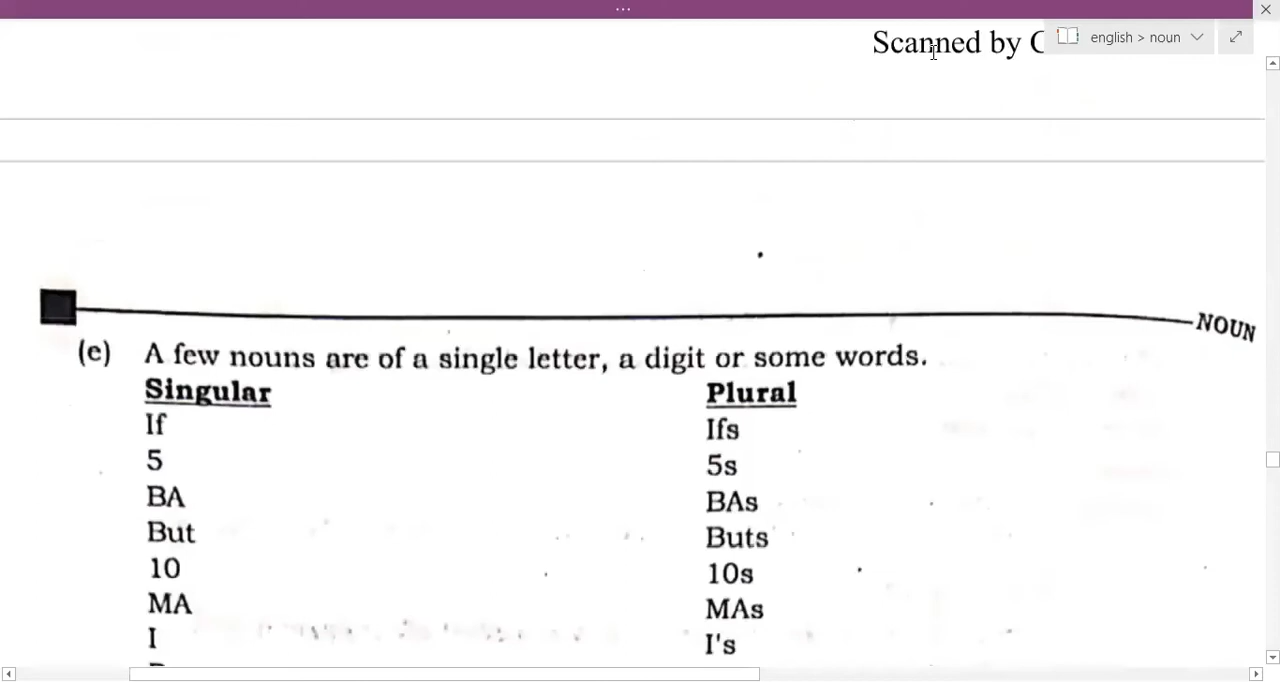 ...
Scanned by C
english > noun
NOUN
(e) A few nouns are of a single letter, a digit or some words.
Singular Plural
If Ifs
5 5s
BA BAs
But Buts
10 10s
MA MAs
I I's